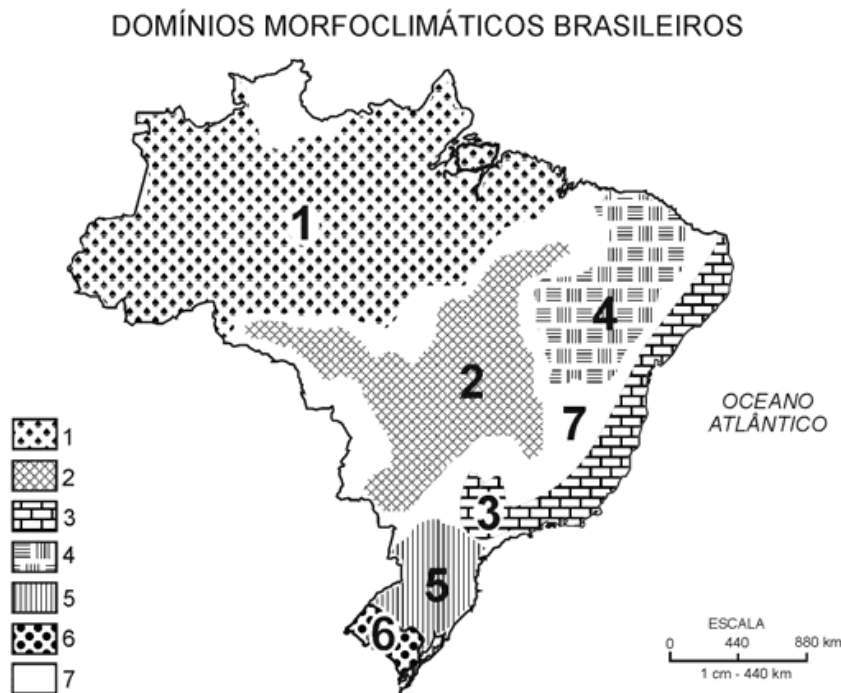 DOMÍNIOS MORFOCLIMÁTICOS BRASILEIROS
1
4
2
OCEANO
ATLÂNTICO
7
3
5
6
1
2
3
4
5
6
7
ESCALA
0 440 880 km
1 cm - 440 km